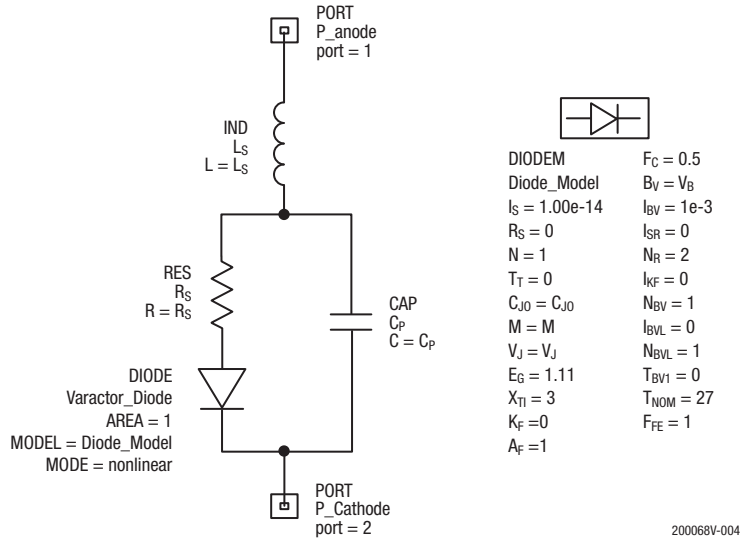 PORT
P_anode
port = 1
IND
LS
L = LS
RES
RS
R = RS
CAP
CP
C = CP
DIODE
Varactor_Diode
AREA = 1
MODEL = Diode_Model
MODE = nonlinear
PORT
P_Cathode
port = 2
DIODEM
Diode_Model
IS = 1.00e-14
RS = 0
N = 1
TT = 0
CJ0 = CJ0
M = M
VJ = VJ
EG = 1.11
XTI = 3
KF =0
AF =1
FC = 0.5
BV = VB
IBV = 1e-3
ISR = 0
NR = 2
IKF = 0
NBV = 1
IBVL = 0
NBVL = 1
TBV1 = 0
TNOM = 27
FFE = 1
200068V-004